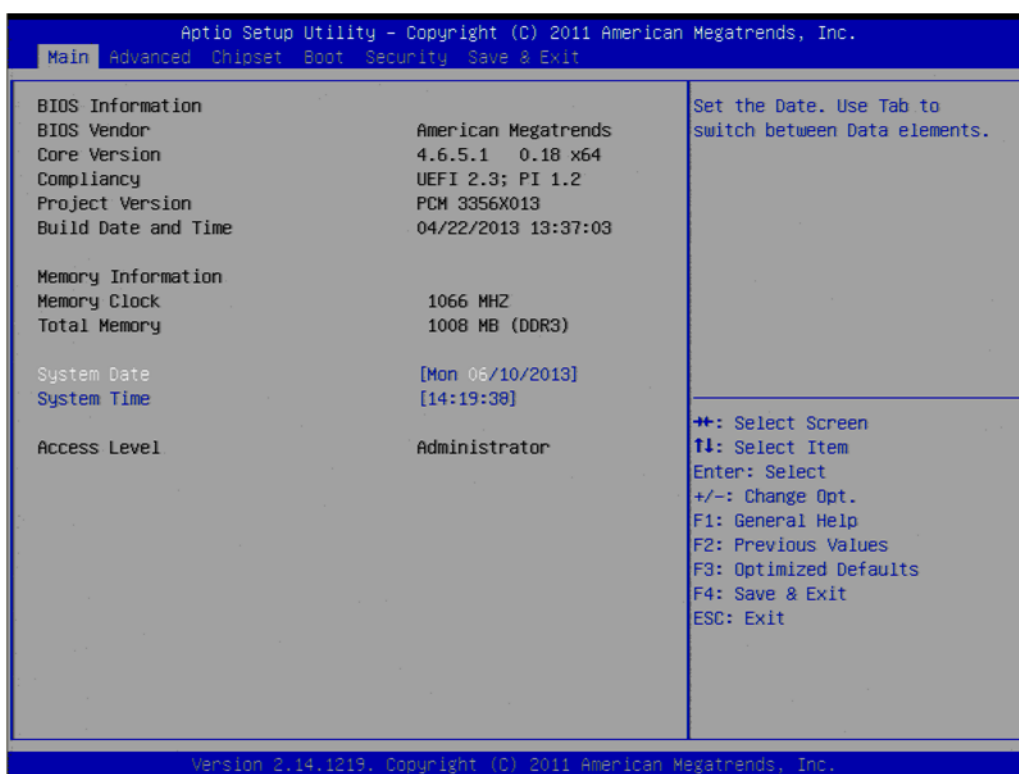 Aptio Setup Utility – Copyright (C) 2011 American Megatrends, Inc.
Main Advanced Chipset Boot Security Save & Exit
BIOS Information
BIOS Vendor American Megatrends
Core Version 4.6.5.1 0.18 x64
Compliancy UEFI 2.3; PI 1.2
Project Version PCM 3356X013
Build Date and Time 04/22/2013 13:37:03
Memory Information
Memory Clock 1066 MHZ
Total Memory 1008 MB (DDR3)
System Date [Mon 06/10/2013]
System Time [14:19:38]
Access Level Administrator
Set the Date. Use Tab to
switch between Data elements.
→←: Select Screen
↑↓: Select Item
Enter: Select
+/-: Change Opt.
F1: General Help
F2: Previous Values
F3: Optimized Defaults
F4: Save & Exit
ESC: Exit
Version 2.14.1219. Copyright (C) 2011 American Megatrends, Inc.